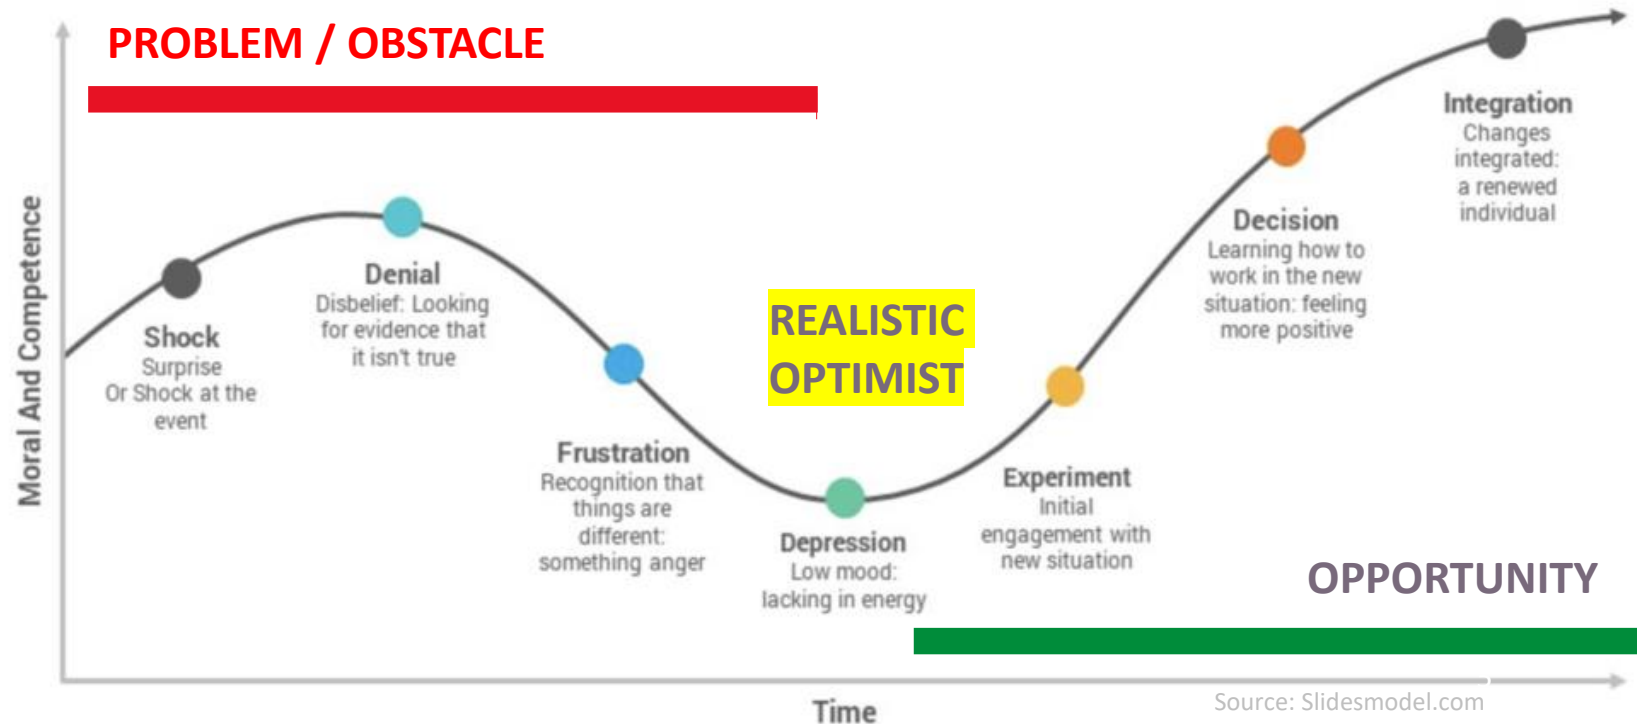 PROBLEM / OBSTACLE
Moral And Competence
Shock
Surprise
Or Shock at the
event
Denial
Disbelief: Looking
for evidence that
it isn't true
Frustration
Recognition that
things are
different:
something anger
REALISTIC
OPTIMIST
Depression
Low mood:
lacking in energy
Experiment
Initial
engagement with
new situation
Decision
Learning how to
work in the new
situation: feeling
more positive
Integration
Changes
integrated:
a renewed
individual
OPPORTUNITY
Time
Source: Slidesmodel.com